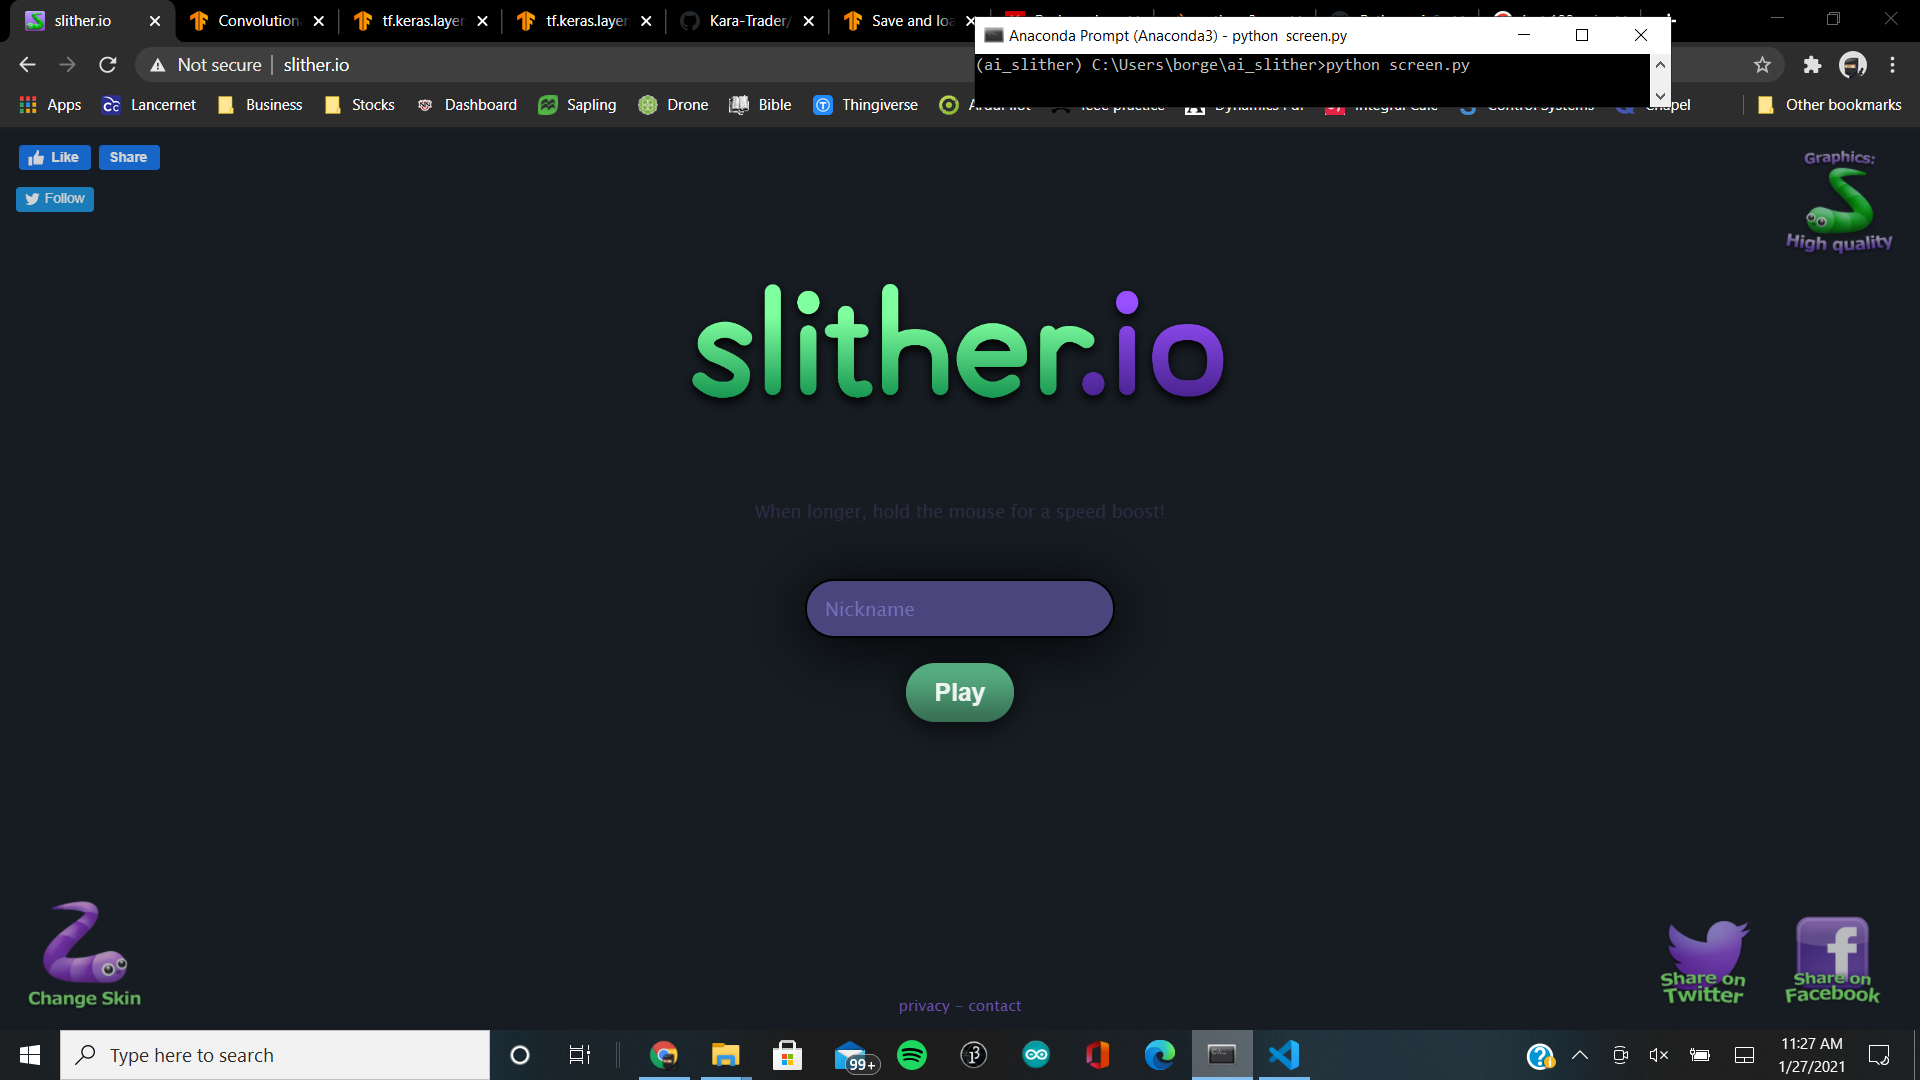 slither.io
Convolutiona
tf.keras.layer
tf.keras.layer
Kara-Trader/
Save and loa
Anaconda Prompt (Anaconda3) - python screen.py
(ai_slither) C:\Users\borge\ai_slither>python screen.py
Not secure
slither.io
Apps
Lancernet
Business
Stocks
Dashboard
Sapling
Drone
Bible
Thingiverse
Other bookmarks
Like
Share
Follow
Graphics:
High quality
slither.io
When longer, hold the mouse for a speed boost!
Nickname
Play
Change Skin
Share on
Twitter
Share on
Facebook
privacy - contact
Type here to search
99+
11:27 AM
1/27/2021